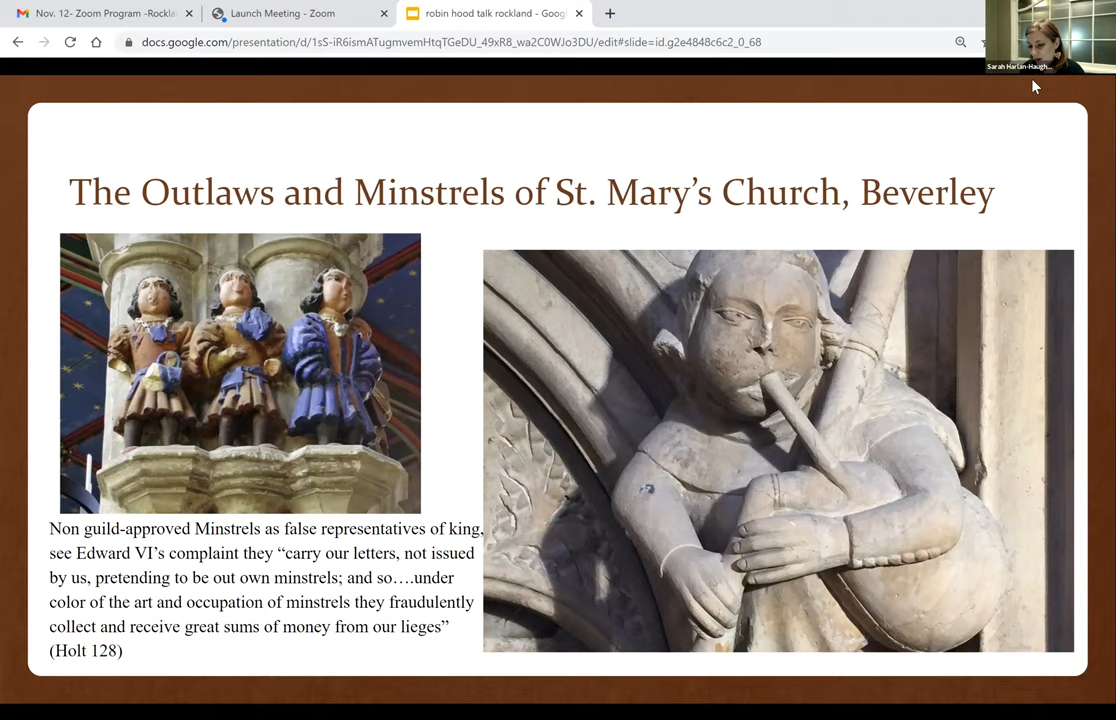 Nov. 12- Zoom Program -Rockla
Launch Meeting - Zoom
robin hood talk rockland - Goog
docs.google.com/presentation/d/1sS-iR6ismATugmvemHtqTGeDU_49xR8_wa2C0WJo3DU/edit#slide=id.g2e4848c6c2_0_68
Sarah Harlan-Haugh...
The Outlaws and Minstrels of St. Mary’s Church, Beverley
Non guild-approved Minstrels as false representatives of king,
see Edward VI’s complaint they “carry our letters, not issued
by us, pretending to be out own minstrels; and so….under
color of the art and occupation of minstrels they fraudulently
collect and receive great sums of money from our lieges”
(Holt 128)